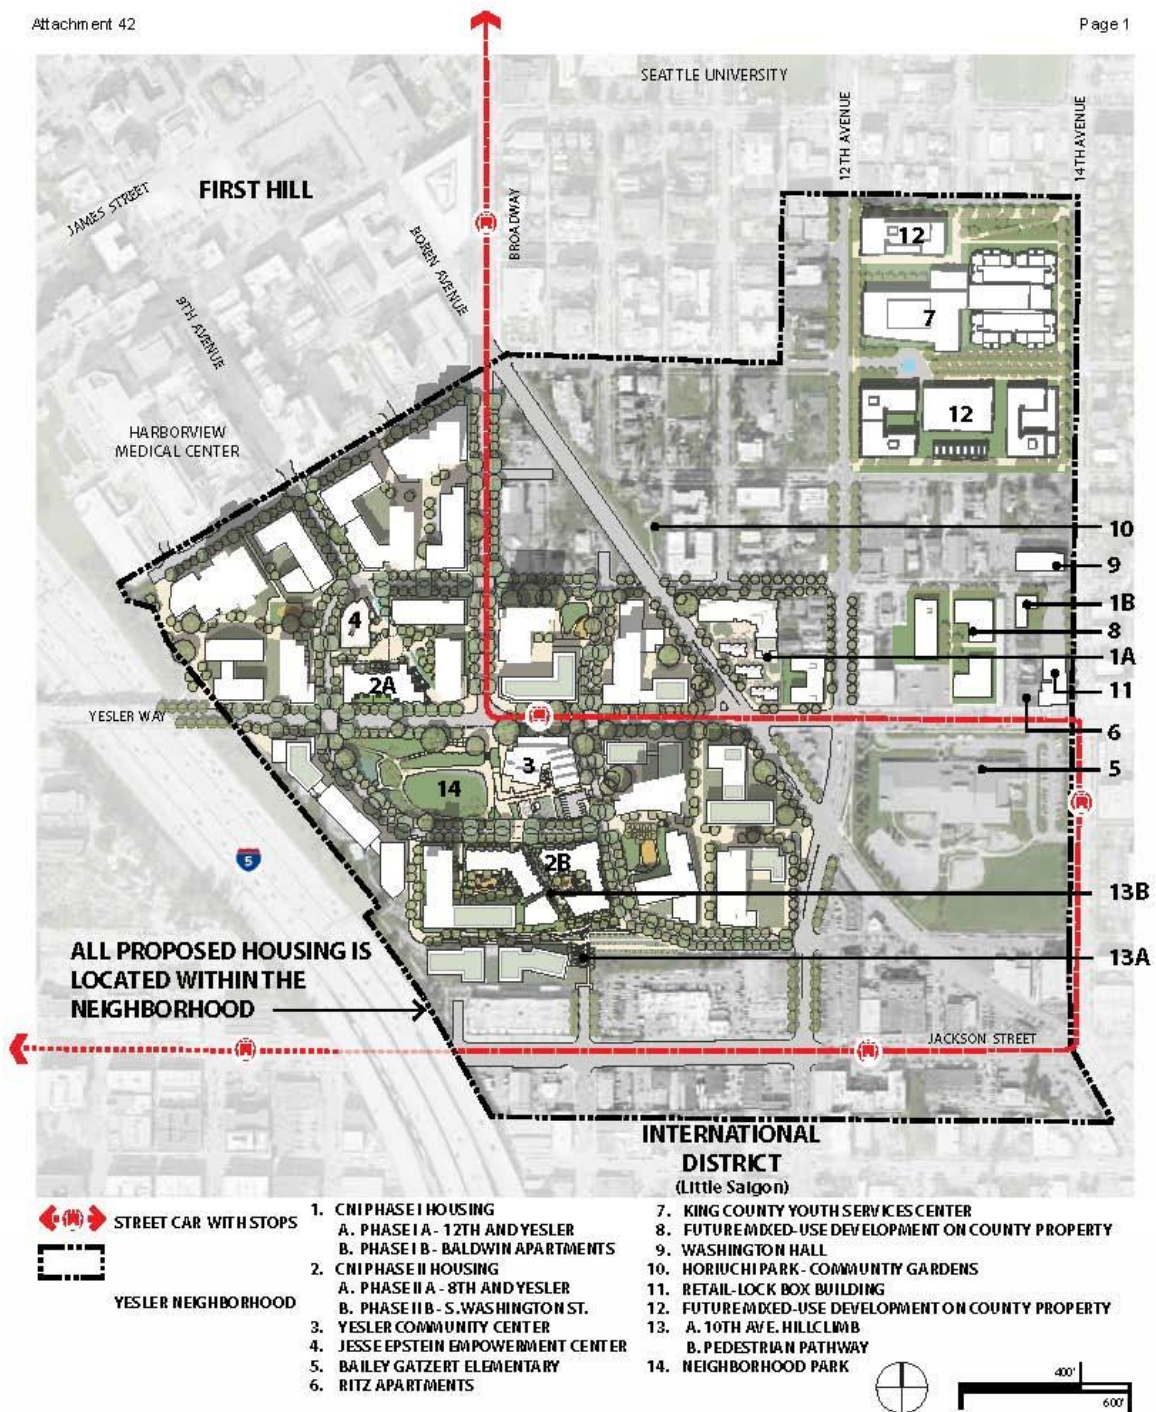 Attachment 42
Page 1
SEATTLE UNIVERSITY
12TH AVENUE
14TH AVENUE
FIRST HILL
JAMES STREET
BROADWAY
BOREN AVENUE
9TH AVENUE
12
7
12
HARBORVIEW
MEDICAL CENTER
10
9
1B
4
8
1A
2A
11
YESLER WAY
6
3
5
14
5
2B
13B
ALL PROPOSED HOUSING IS
LOCATED WITHIN THE
NEIGHBORHOOD
13A
JACKSON STREET
INTERNATIONAL
DISTRICT
(Little Saigon)
STREET CAR WITH STOPS
YESLER NEIGHBORHOOD
1. CNI PHASE I HOUSING
A. PHASE I A - 12TH AND YESLER
B. PHASE I B - BALDWIN APARTMENTS
2. CNI PHASE II HOUSING
A. PHASE II A - 8TH AND YESLER
B. PHASE II B - S. WASHINGTON ST.
3. YESLER COMMUNITY CENTER
4. JESSE EPSTEIN EMPOWERMENT CENTER
5. BAILEY GATZERT ELEMENTARY
6. RITZ APARTMENTS
7. KING COUNTY YOUTH SERVICES CENTER
8. FUTURE MIXED-USE DEVELOPMENT ON COUNTY PROPERTY
9. WASHINGTON HALL
10. HORIUCHI PARK - COMMUNTIY GARDENS
11. RETAIL-LOCK BOX BUILDING
12. FUTURE MIXED-USE DEVELOPMENT ON COUNTY PROPERTY
13. A. 10TH AVE. HILLCLIMB
B. PEDESTRIAN PATHWAY
14. NEIGHBORHOOD PARK
400'
600'